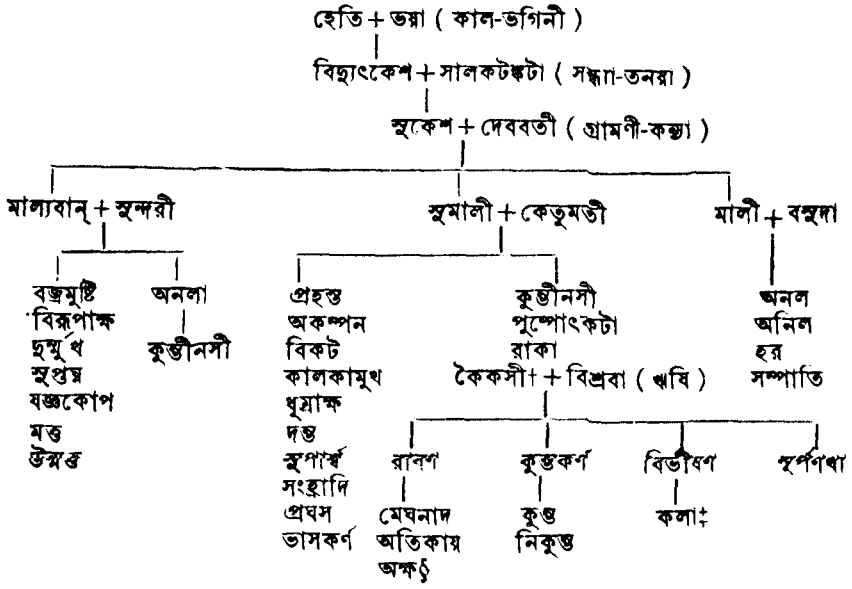 হেতি + ভয়া ( কাল-ভগিনী )
বিদ্যুৎকেশ + সালকটঙ্কটা ( সন্ধ্যা-তনয়া )
সুকেশ + দেববতী ( গ্রামণী-কন্যা )
মাল্যবান্ + সুন্দরী সুমালী + কেতুমতী মালী + বসুদা
বজ্রমুষ্টি অনলা প্রহস্ত কুম্ভীনসী অনল
বিরূপাক্ষ অকম্পন পুষ্পোৎকটা অনিল
দুর্ম্মুখ কুম্ভীনসী বিকট রাকা হর
সুপ্তঘ্ন কালকামুখ কৈকসী† + বিশ্রবা ( ঋষি ) সম্পাতি
যজ্ঞকোপ ধূম্রাক্ষ
মত্ত দন্ত
উন্মত্ত সুপার্শ্ব রাবণ কুম্ভকর্ণ বিভীষণ সূর্পণখা
সংহ্রাদি
প্রঘস মেঘনাদ কুম্ভ কলা‡
ভাসকর্ণ অতিকায় নিকুম্ভ
অক্ষ§